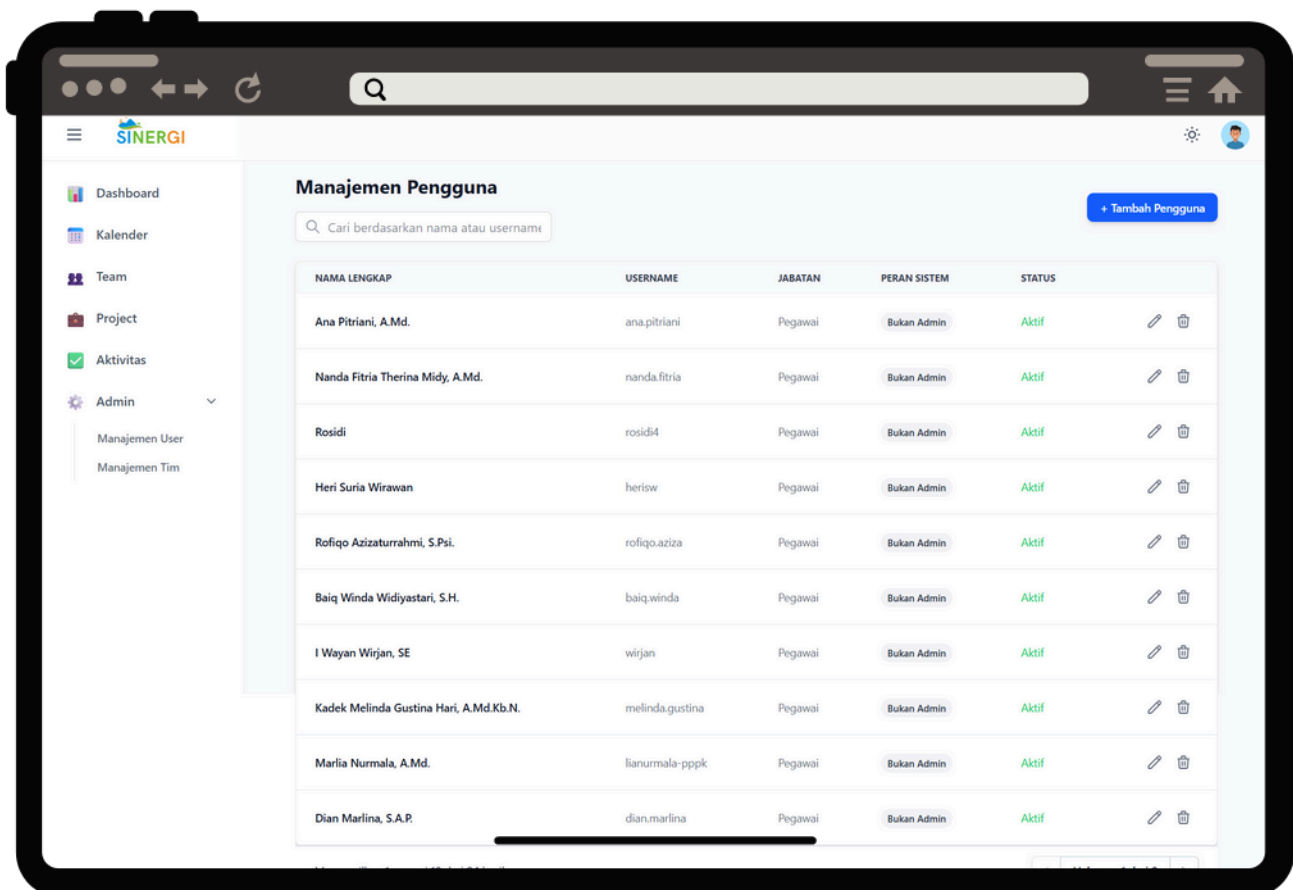 SINERGI
Dashboard
Kalender
Team
Project
Aktivitas
Admin
Manajemen User
Manajemen Tim
Manajemen Pengguna
Cari berdasarkan nama atau username
+ Tambah Pengguna
NAMA LENGKAP USERNAME JABATAN PERAN SISTEM STATUS
Ana Pitriani, A.Md. ana.pitriani Pegawai Bukan Admin Aktif
Nanda Fitria Therina Midy, A.Md. nanda.fitria Pegawai Bukan Admin Aktif
Rosidi rosidi4 Pegawai Bukan Admin Aktif
Heri Suria Wirawan herisw Pegawai Bukan Admin Aktif
Rofiqo Azizaturrahmi, S.Psi. rofiqo.aziza Pegawai Bukan Admin Aktif
Baiq Winda Widiyastari, S.H. baiq.winda Pegawai Bukan Admin Aktif
I Wayan Wirjan, SE wirjan Pegawai Bukan Admin Aktif
Kadek Melinda Gustina Hari, A.Md.Kb.N. melinda.gustina Pegawai Bukan Admin Aktif
Marlia Nurmala, A.Md. lianurmala-pppk Pegawai Bukan Admin Aktif
Dian Marlina, S.A.P. dian.marlina Pegawai Bukan Admin Aktif